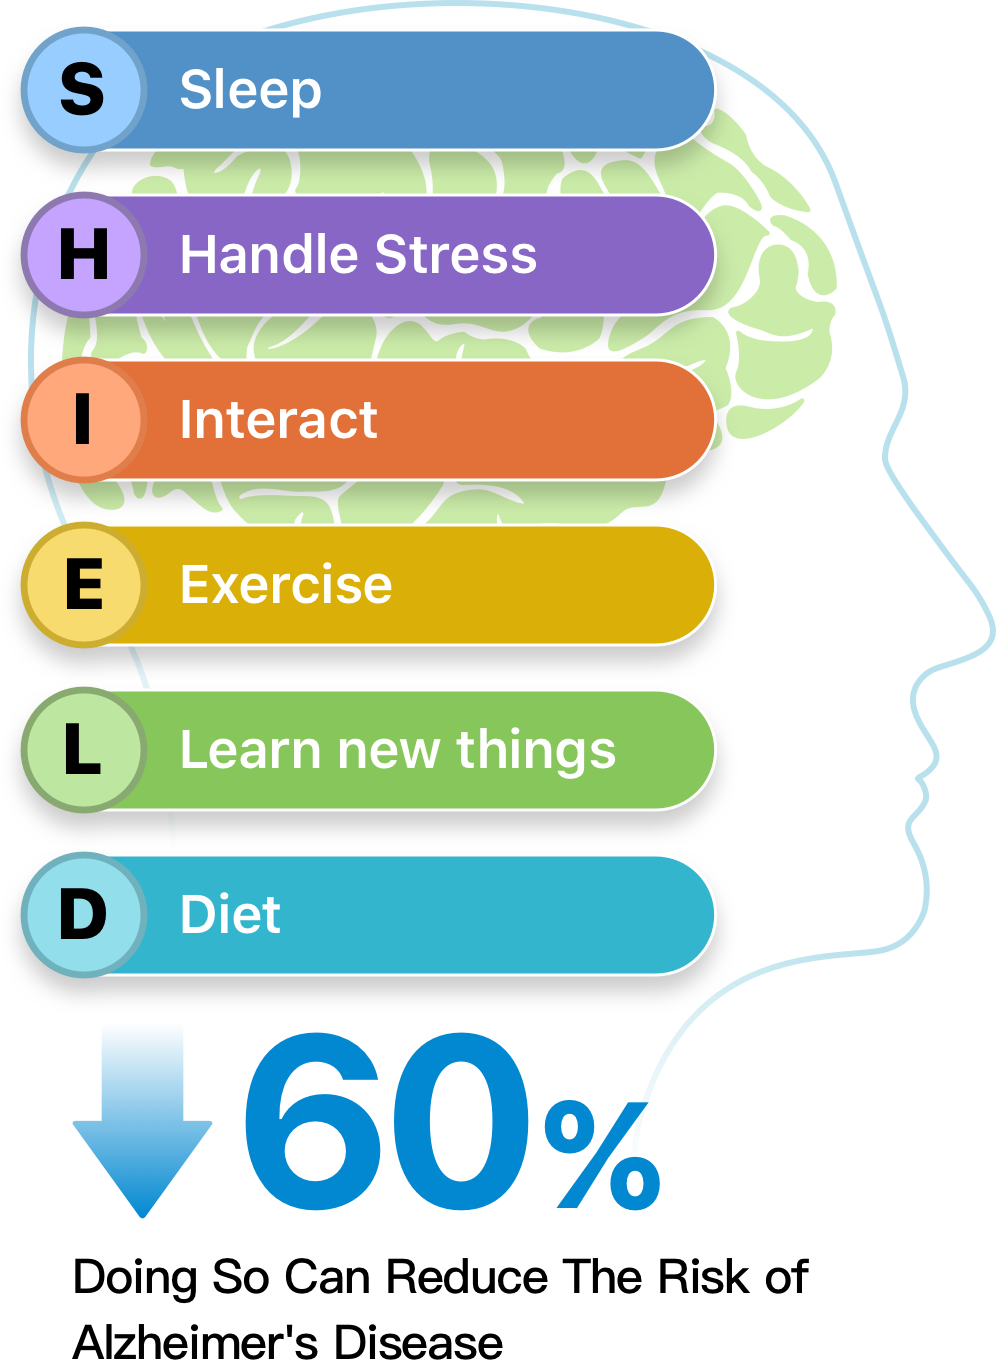 S Sleep
H Handle Stress
I Interact
E Exercise
L Learn new things
D Diet
60%
Doing So Can Reduce The Risk of
Alzheimer's Disease